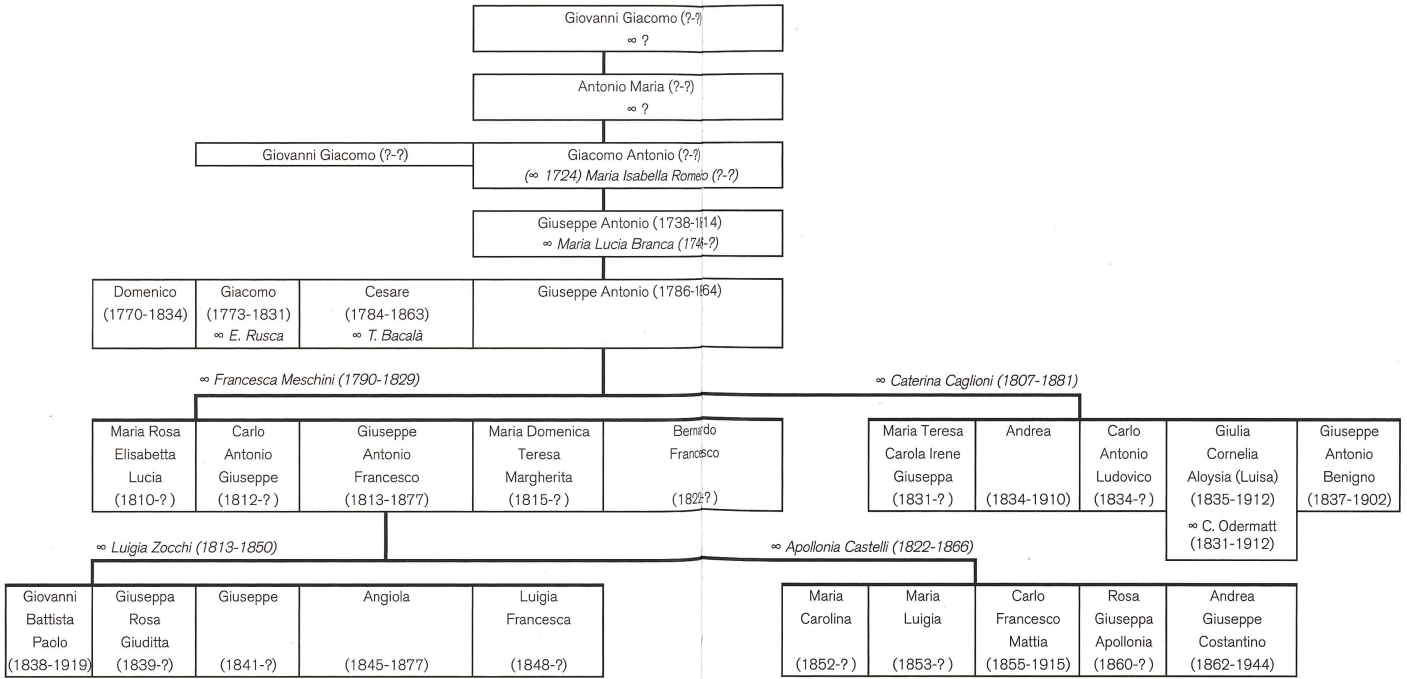 Giovanni Giacomo (?-?)
∞ ?
Antonio Maria (?-?)
∞ ?
Giovanni Giacomo (?-?)
Giacomo Antonio (?-?)
(∞ 1724) Maria Isabella Romerio (?-?)
Giuseppe Antonio (1738-1814)
∞ Maria Lucia Branca
Domenico
(1770-1834)
Giacomo
(1773-1831)
∞ E. Rusca
Cesare
(1784-1863)
∞ T. Bacalà
Giuseppe Antonio (1786-1864)
∞ Francesca Meschini (1790-1829)
∞ Caterina Caglioni (1807-1881)
Maria Rosa
Elisabetta
Lucia
(1810-?)
Carlo
Antonio
Giuseppe
(1812-?)
Giuseppe
Antonio
Francesco
(1813-1877)
Maria Domenica
Teresa
Margherita
(1815-?)
Bernardo
Francesco
Maria Teresa
Carola Irene
Giuseppa
(1831-?)
Andrea
(1834-1910)
Carlo
Antonio
Ludovico
(1834-?)
Giulia
Cornelia
Aloysia (Luisa)
(1835-1912)
∞ C. Odermatt
(1831-1912)
Giuseppe
Antonio
Benigno
(1837-1902)
∞ Luigia Zocchi (1813-1850)
∞ Apollonia Castelli (1822-1866)
Giovanni
Battista
Paolo
(1838-1919)
Giuseppa
Rosa
Giuditta
(1839-?)
Giuseppe
(1841-?)
Angiola
(1845-1877)
Luigia
Francesca
(1848-?)
Maria
Carolina
(1852-?)
Maria
Luigia
(1853-?)
Carlo
Francesco
Mattia
(1855-1915)
Rosa
Giuseppa
Apollonia
(1860-?)
Andrea
Giuseppe
Costantino
(1862-1944)